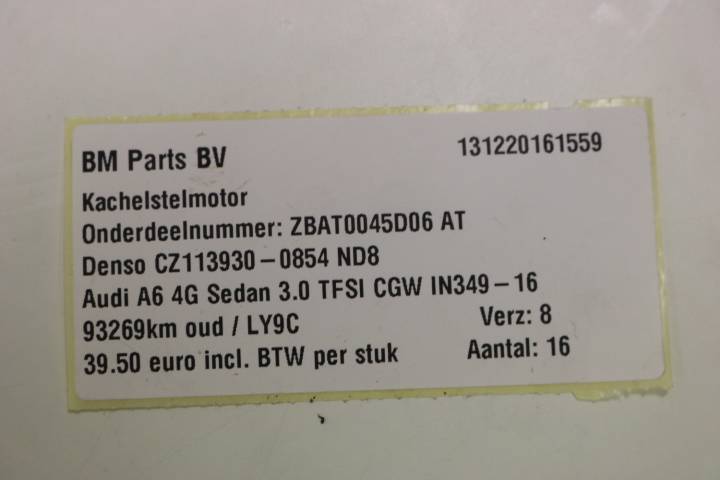 BM Parts BV 131220161559
Kachelstelmotor
Onderdeelnummer: ZBAT0045D06 AT
Denso CZ113930-0854 ND8
Audi A6 4G Sedan 3.0 TFSI CGW IN349-16
93269km oud / LY9C Verz: 8
39.50 euro incl. BTW per stuk Aantal: 16